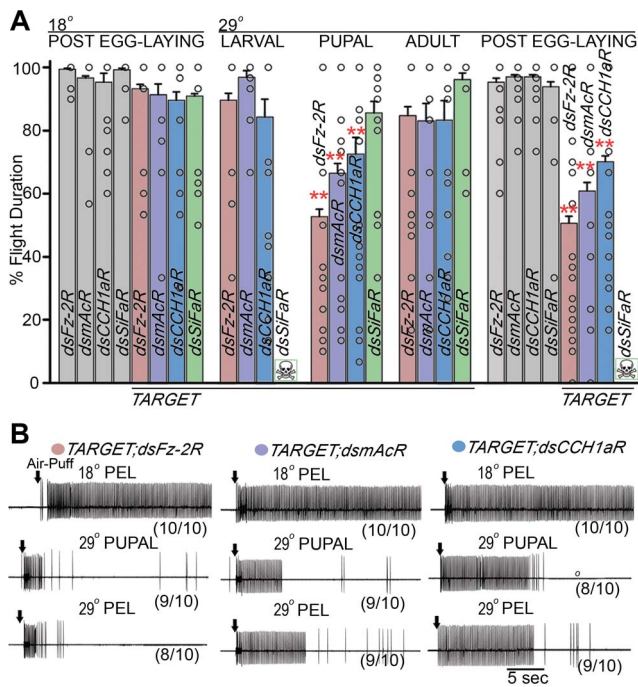 A
18°
29°
POST EGG-LAYING
LARVAL
PUPAL
ADULT
POST EGG-LAYING
% Flight Duration
100
80
60
40
20
0
dsFz-2R
dsmAcR
dsCCH1aR
dsSIFaR
dsFz-2R
dsmAcR
dsCCH1aR
dsSIFaR
dsFz-2R
dsmAcR
dsCCH1aR
dsSIFaR
dsFz-2R
**
dsmAcR
**
dsCCH1aR
**
dsSIFaR
dsFz-2R
dsmAcR
dsCCH1aR
dsSIFaR
dsFz-2R
dsmAcR
dsCCH1aR
dsSIFaR
dsFz-2R
**
dsmAcR
**
dsCCH1aR
**
dsSIFaR
TARGET
TARGET
B
TARGET;dsFz-2R
TARGET;dsmAcR
TARGET;dsCCH1aR
Air-Puff
18° PEL
18° PEL
18° PEL
(10/10)
(10/10)
(10/10)
29° PUPAL
29° PUPAL
29° PUPAL
(9/10)
(9/10)
(8/10)
29° PEL
29° PEL
29° PEL
(8/10)
(9/10)
(9/10)
5 sec